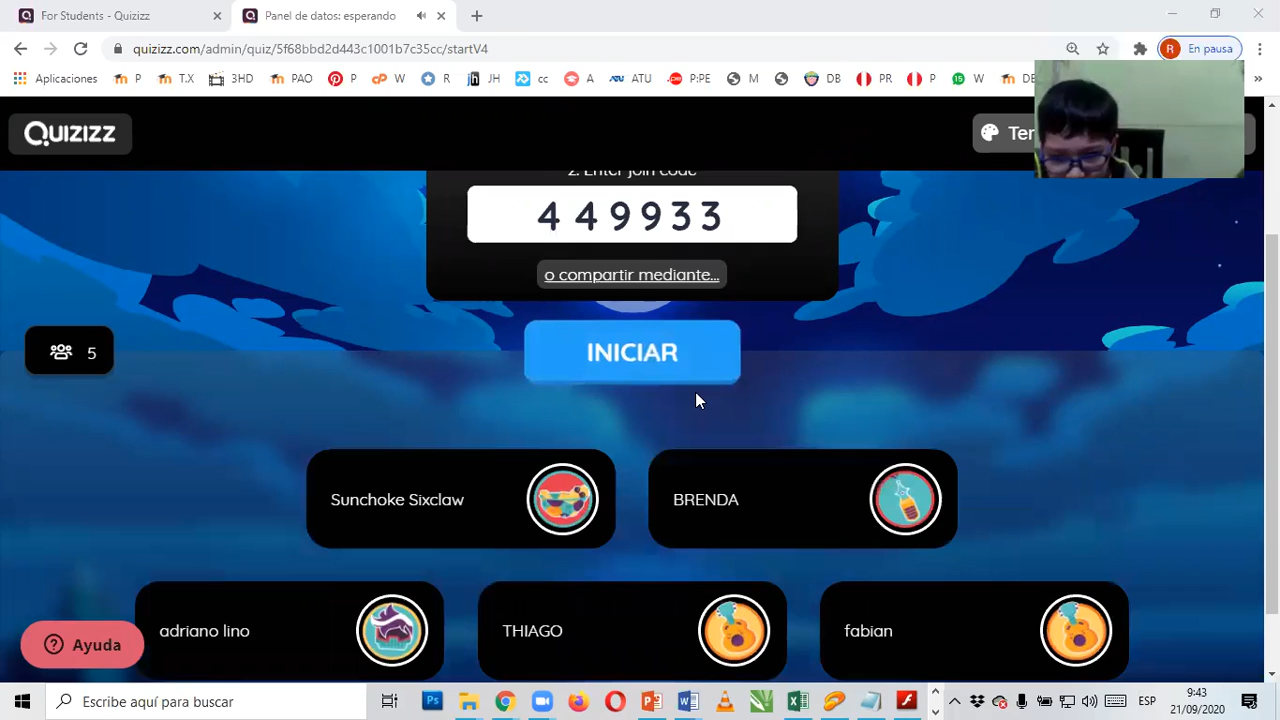 For Students - Quizizz
Panel de datos: esperando
quizizz.com/admin/quiz/5f68bbd2d443c1001b7c35cc/startV4
R En pausa
Aplicaciones P T.X 3HD PAO P W R JH cc A ATU P:PE M DB PR P W DE
QUIZIZZ
Ter
2. Enter join code
4 4 9 9 3 3
o compartir mediante...
5
INICIAR
Sunchoke Sixclaw
BRENDA
adriano lino
THIAGO
fabian
Ayuda
Escribe aquí para buscar
ESP
9:43
21/09/2020